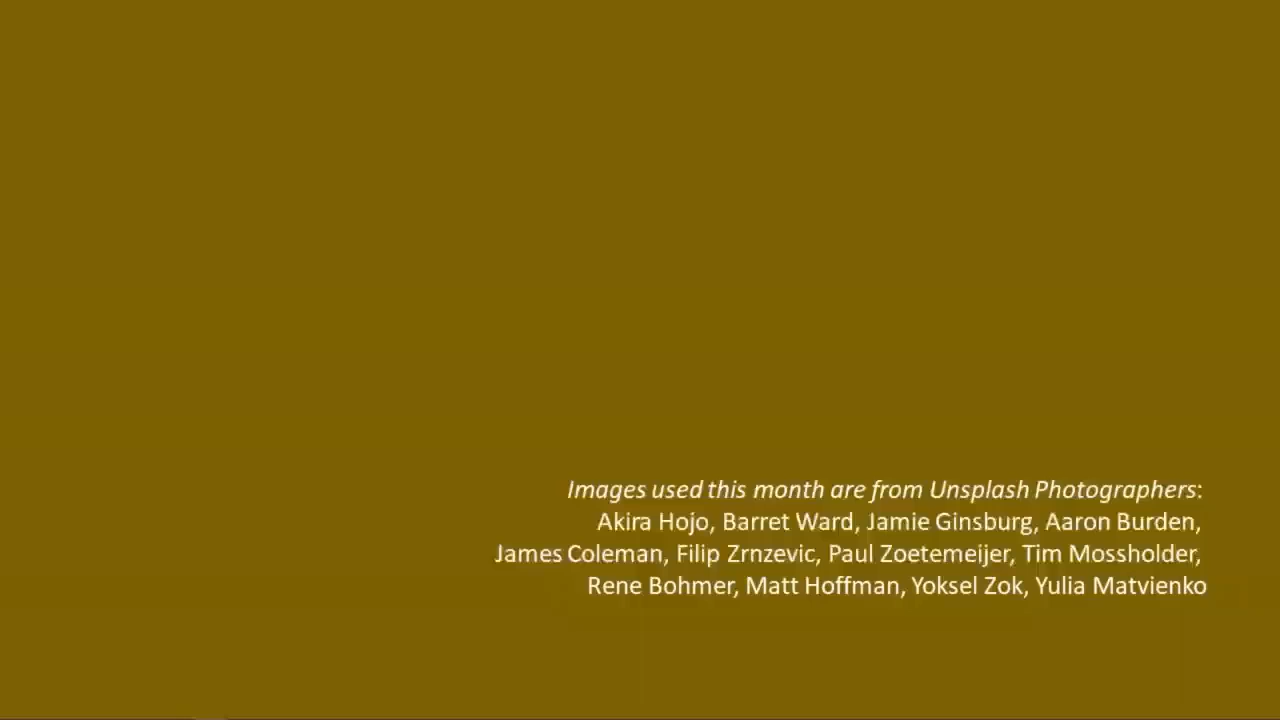 Images used this month are from Unsplash Photographers:
Akira Hojo, Barret Ward, Jamie Ginsburg, Aaron Burden,
James Coleman, Filip Zrnzevic, Paul Zoetemeijer, Tim Mossholder,
Rene Bohmer, Matt Hoffman, Yoksel Zok, Yulia Matvienko